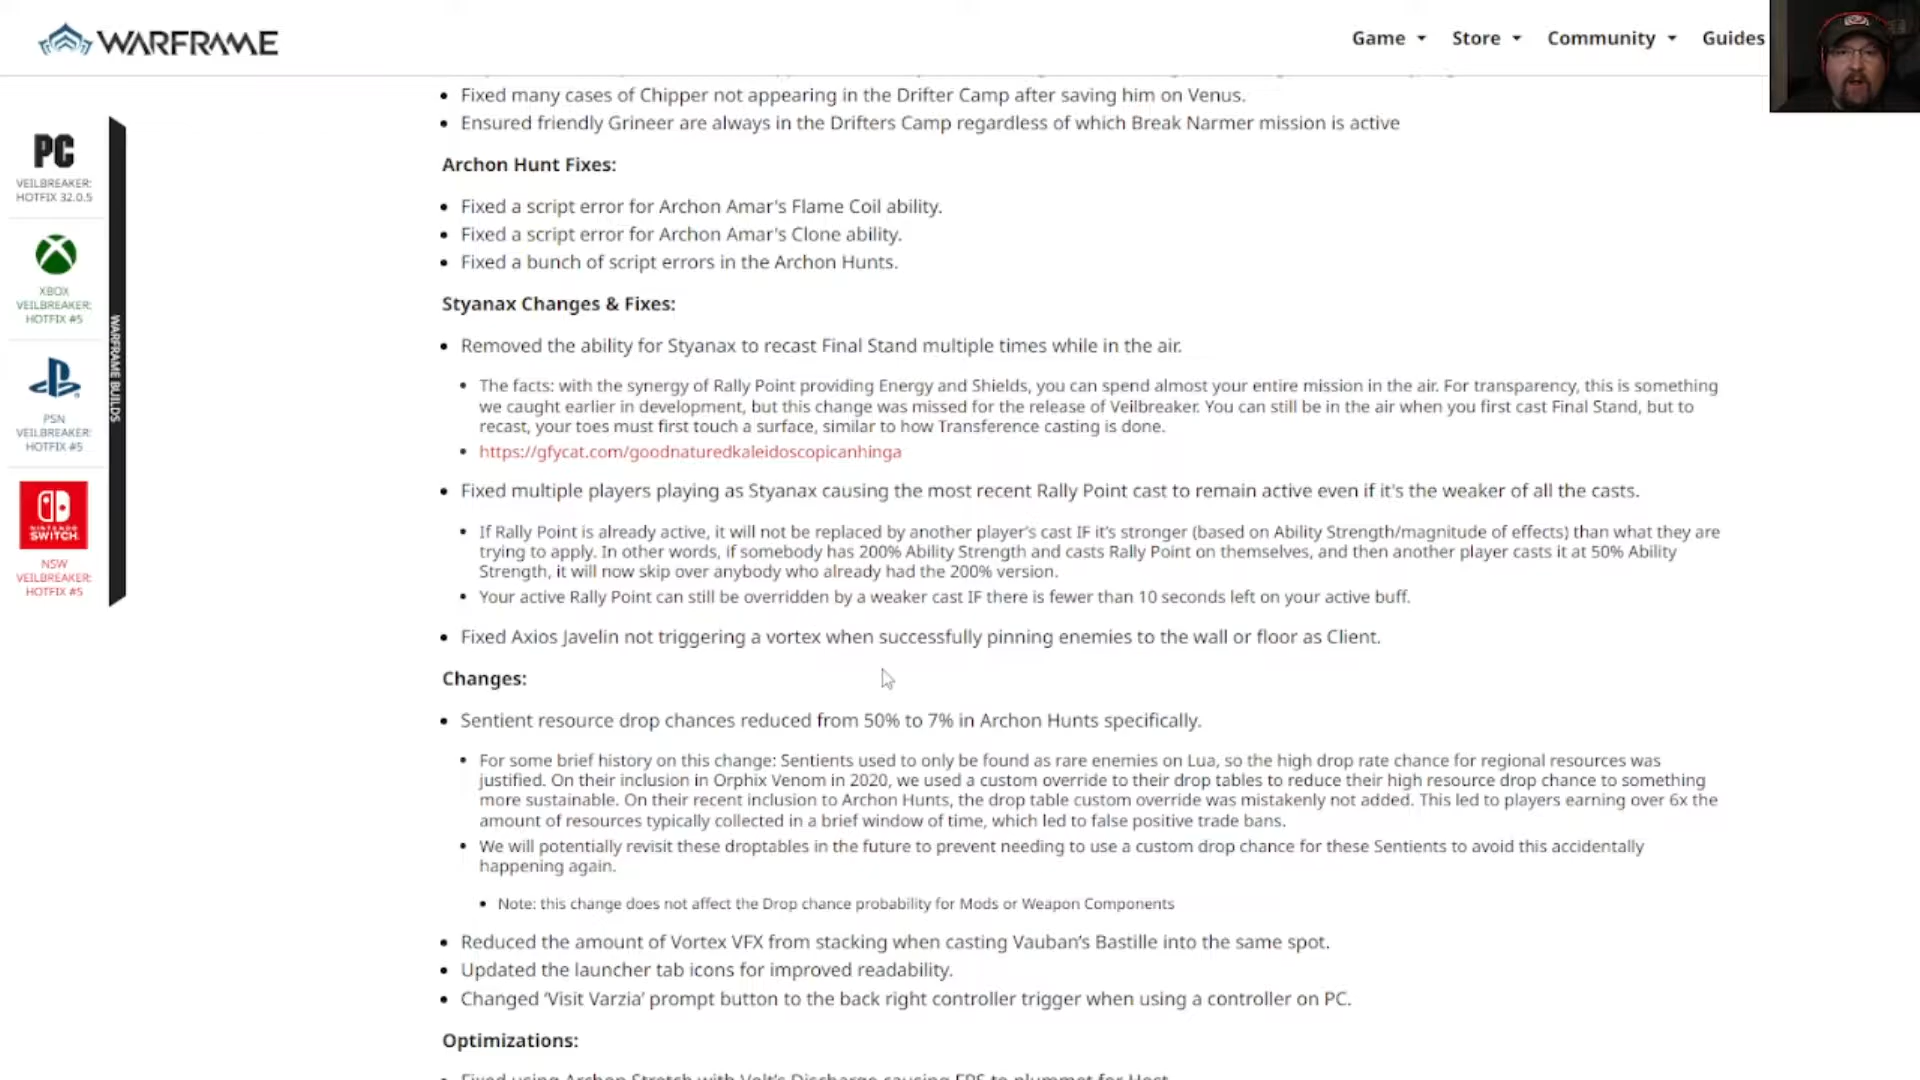 WARFRAME
Game
Store
Community
Guides
PC
VEILBREAKER:
HOTFIX 32.0.5
XBOX
VEILBREAKER:
HOTFIX #5
PSN
VEILBREAKER:
HOTFIX #5
NINTENDO
SWITCH
NSW
VEILBREAKER:
HOTFIX #5
WARFRAME BUILDS
• Fixed many cases of Chipper not appearing in the Drifter Camp after saving him on Venus.
• Ensured friendly Grineer are always in the Drifters Camp regardless of which Break Narmer mission is active
Archon Hunt Fixes:
• Fixed a script error for Archon Amar's Flame Coil ability.
• Fixed a script error for Archon Amar's Clone ability.
• Fixed a bunch of script errors in the Archon Hunts.
Styanax Changes & Fixes:
• Removed the ability for Styanax to recast Final Stand multiple times while in the air.
• The facts: with the synergy of Rally Point providing Energy and Shields, you can spend almost your entire mission in the air. For transparency, this is something
we caught earlier in development, but this change was missed for the release of Veilbreaker. You can still be in the air when you first cast Final Stand, but to
recast, your toes must first touch a surface, similar to how Transference casting is done.
• https://gfycat.com/goodnaturedkaleidoscopicanhinga
• Fixed multiple players playing as Styanax causing the most recent Rally Point cast to remain active even if it's the weaker of all the casts.
• If Rally Point is already active, it will not be replaced by another player's cast IF it's stronger (based on Ability Strength/magnitude of effects) than what they are
trying to apply. In other words, if somebody has 200% Ability Strength and casts Rally Point on themselves, and then another player casts it at 50% Ability
Strength, it will now skip over anybody who already had the 200% version.
• Your active Rally Point can still be overridden by a weaker cast IF there is fewer than 10 seconds left on your active buff.
• Fixed Axios Javelin not triggering a vortex when successfully pinning enemies to the wall or floor as Client.
Changes:
• Sentient resource drop chances reduced from 50% to 7% in Archon Hunts specifically.
• For some brief history on this change: Sentients used to only be found as rare enemies on Lua, so the high drop rate chance for regional resources was
justified. On their inclusion in Orphix Venom in 2020, we used a custom override to their drop tables to reduce their high resource drop chance to something
more sustainable. On their recent inclusion to Archon Hunts, the drop table custom override was mistakenly not added. This led to players earning over 6x the
amount of resources typically collected in a brief window of time, which led to false positive trade bans.
• We will potentially revisit these droptables in the future to prevent needing to use a custom drop chance for these Sentients to avoid this accidentally
happening again.
• Note: this change does not affect the Drop chance probability for Mods or Weapon Components
• Reduced the amount of Vortex VFX from stacking when casting Vauban's Bastille into the same spot.
• Updated the launcher tab icons for improved readability.
• Changed 'Visit Varzia' prompt button to the back right controller trigger when using a controller on PC.
Optimizations:
• Fixed using Archon Stretch with Volt's Discharge causing FPS to plummet for Host